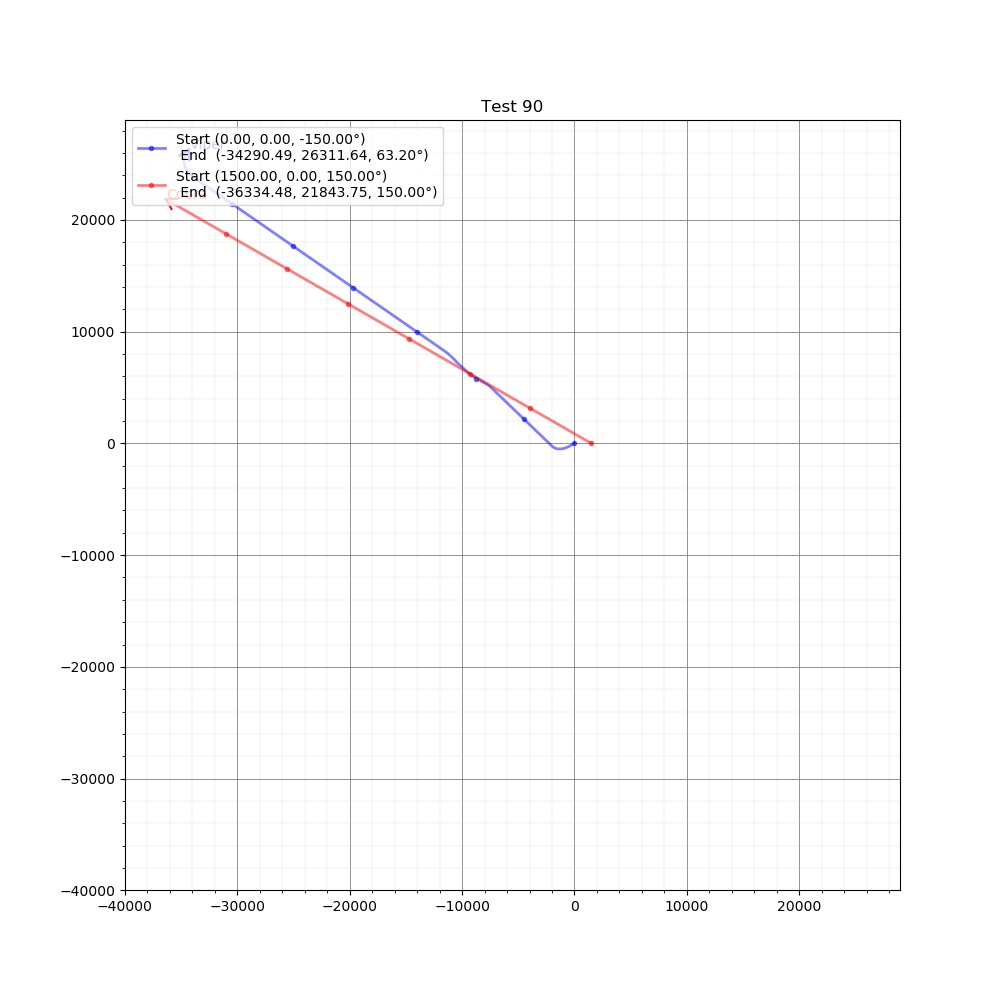 Test 90
Start (0.00, 0.00, -150.00°)
End  (-34290.49, 26311.64, 63.20°)
Start (1500.00, 0.00, 150.00°)
End  (-36334.48, 21843.75, 150.00°)
20000
10000
0
−10000
−20000
−30000
−40000
−40000 −30000 −20000 −10000 0 10000 20000